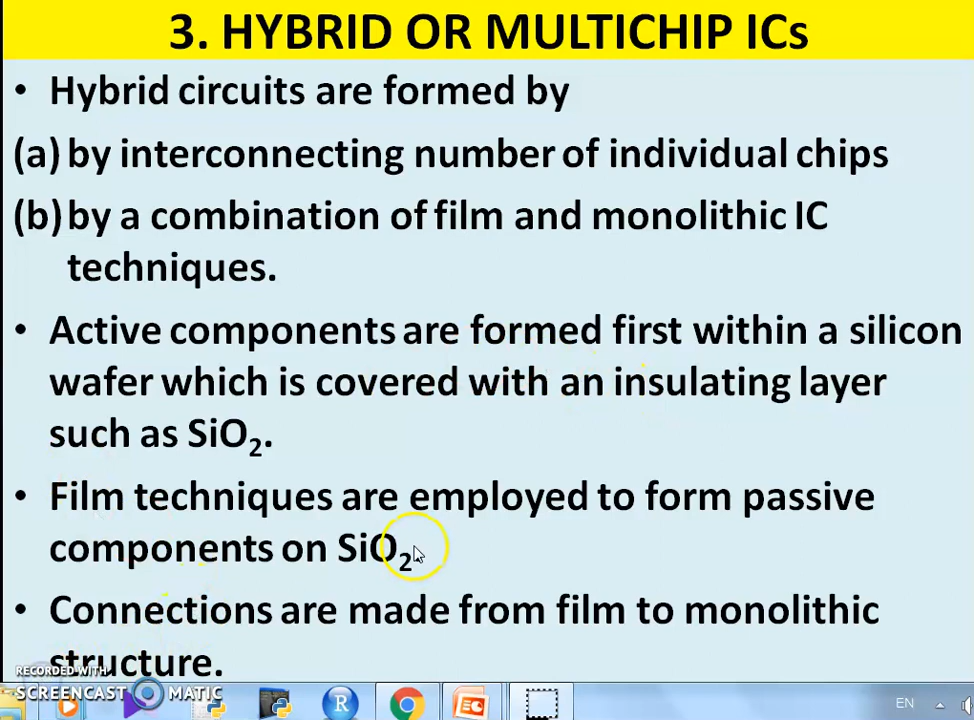 3. HYBRID OR MULTICHIP ICs
• Hybrid circuits are formed by
(a) by interconnecting number of individual chips
(b) by a combination of film and monolithic IC
techniques.
• Active components are formed first within a silicon
wafer which is covered with an insulating layer
such as SiO₂.
• Film techniques are employed to form passive
components on SiO₂
• Connections are made from film to monolithic
structure.
RECORDED WITH
SCREENCAST MATIC
R
EN